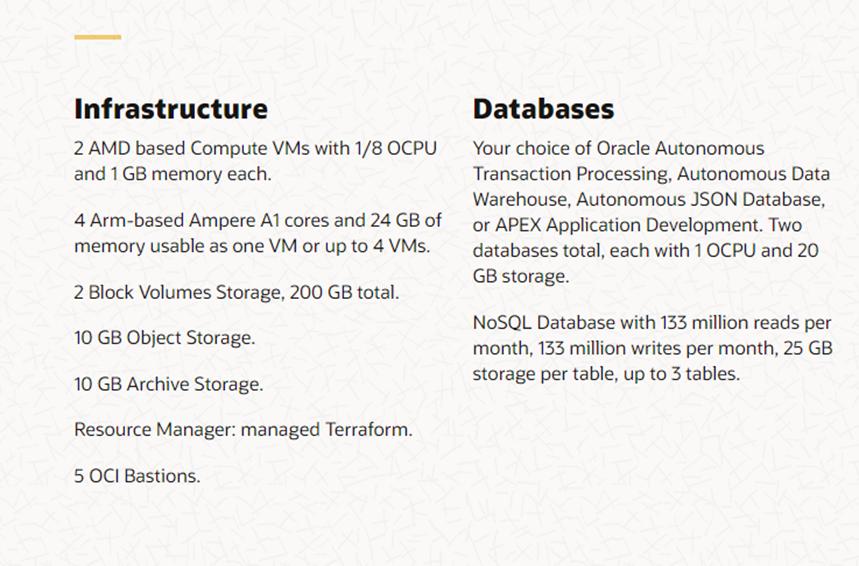 Infrastructure
2 AMD based Compute VMs with 1/8 OCPU
and 1 GB memory each.
4 Arm-based Ampere A1 cores and 24 GB of
memory usable as one VM or up to 4 VMs.
2 Block Volumes Storage, 200 GB total.
10 GB Object Storage.
10 GB Archive Storage.
Resource Manager: managed Terraform.
5 OCI Bastions.
Databases
Your choice of Oracle Autonomous
Transaction Processing, Autonomous Data
Warehouse, Autonomous JSON Database,
or APEX Application Development. Two
databases total, each with 1 OCPU and 20
GB storage.
NoSQL Database with 133 million reads per
month, 133 million writes per month, 25 GB
storage per table, up to 3 tables.